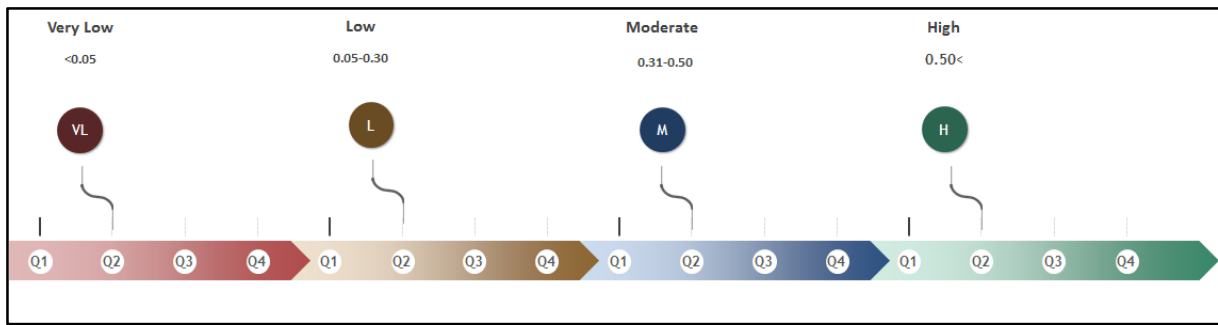 Very Low
Low
Moderate
High
<0.05
0.05-0.30
0.31-0.50
0.50<
VL
L
M
H
Q1 Q2 Q3 Q4 Q1 Q2 Q3 Q4 Q1 Q2 Q3 Q4 Q1 Q2 Q3 Q4